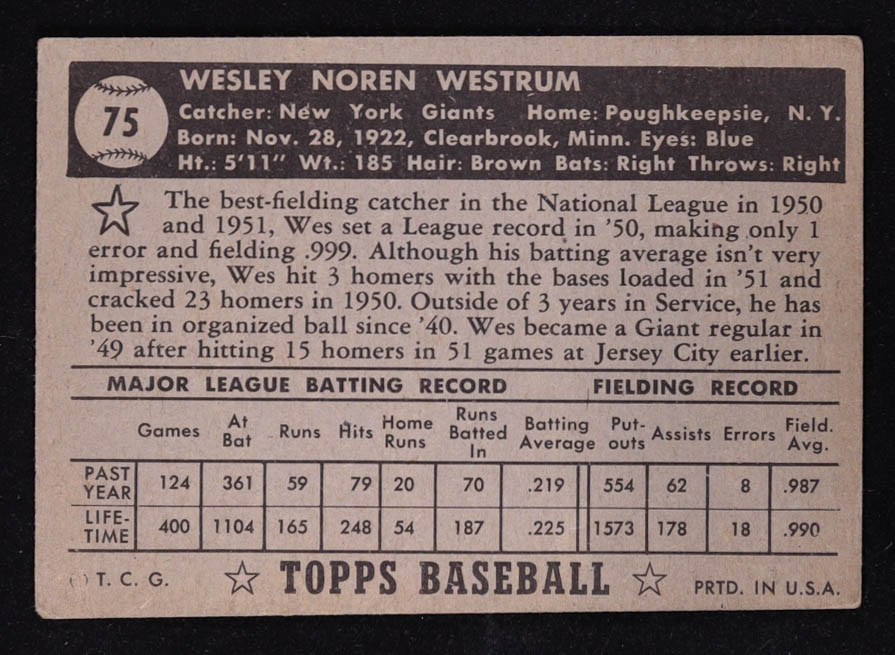 75
WESLEY NOREN WESTRUM
Catcher: New York Giants Home: Poughkeepsie, N. Y.
Born: Nov. 28, 1922, Clearbrook, Minn. Eyes: Blue
Ht.: 5'11" Wt.: 185 Hair: Brown Bats: Right Throws: Right
The best-fielding catcher in the National League in 1950
and 1951, Wes set a League record in '50, making only 1
error and fielding .999. Although his batting average isn't very
impressive, Wes hit 3 homers with the bases loaded in '51 and
cracked 23 homers in 1950. Outside of 3 years in Service, he has
been in organized ball since '40. Wes became a Giant regular in
'49 after hitting 15 homers in 51 games at Jersey City earlier.
MAJOR LEAGUE BATTING RECORD FIELDING RECORD
Games At Bat Runs Hits Home Runs Runs Batted In Batting Average Put-outs Assists Errors Field. Avg.
PAST YEAR 124 361 59 79 20 70 .219 554 62 8 .987
LIFE-TIME 400 1104 165 248 54 187 .225 1573 178 18 .990
T. C. G. TOPPS BASEBALL PRTD. IN U.S.A.